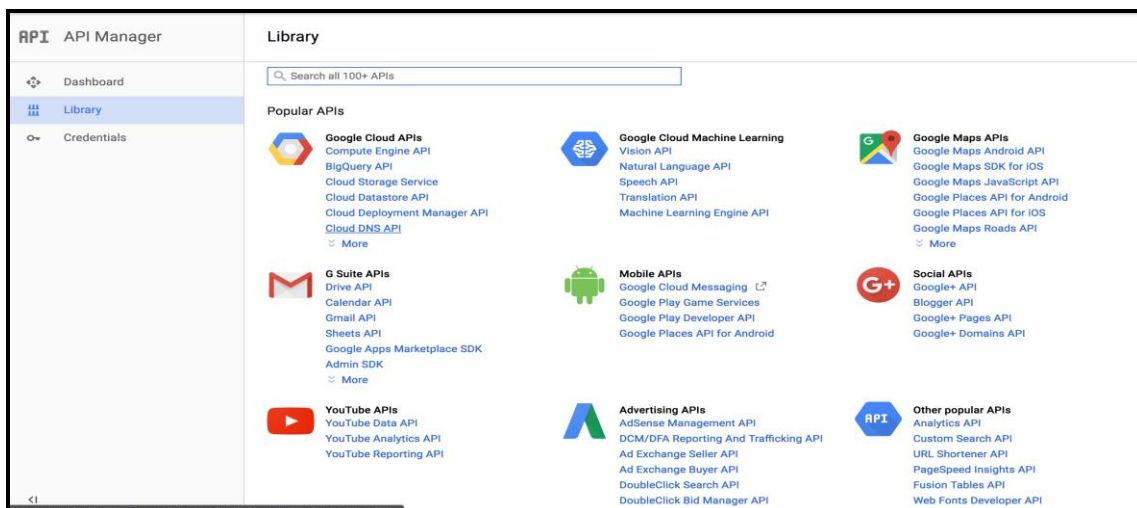 API API Manager
Dashboard
Library
Credentials
Library
Search all 100+ APIs
Popular APIs
Google Cloud APIs
Compute Engine API
BigQuery API
Cloud Storage Service
Cloud Datastore API
Cloud Deployment Manager API
Cloud DNS API
More
Google Cloud Machine Learning
Vision API
Natural Language API
Speech API
Translation API
Machine Learning Engine API
G
Google Maps APIs
Google Maps Android API
Google Maps SDK for iOS
Google Maps JavaScript API
Google Places API for Android
Google Places API for iOS
Google Maps Roads API
More
G Suite APIs
Drive API
Calendar API
Gmail API
Sheets API
Google Apps Marketplace SDK
Admin SDK
More
Mobile APIs
Google Cloud Messaging
Google Play Game Services
Google Play Developer API
Google Places API for Android
G+
Social APIs
Google+ API
Blogger API
Google+ Pages API
Google+ Domains API
YouTube APIs
YouTube Data API
YouTube Analytics API
YouTube Reporting API
Advertising APIs
AdSense Management API
DCM/DFA Reporting And Trafficking API
Ad Exchange Seller API
Ad Exchange Buyer API
DoubleClick Search API
DoubleClick Bid Manager API
API
Other popular APIs
Analytics API
Custom Search API
URL Shortener API
PageSpeed Insights API
Fusion Tables API
Web Fonts Developer API